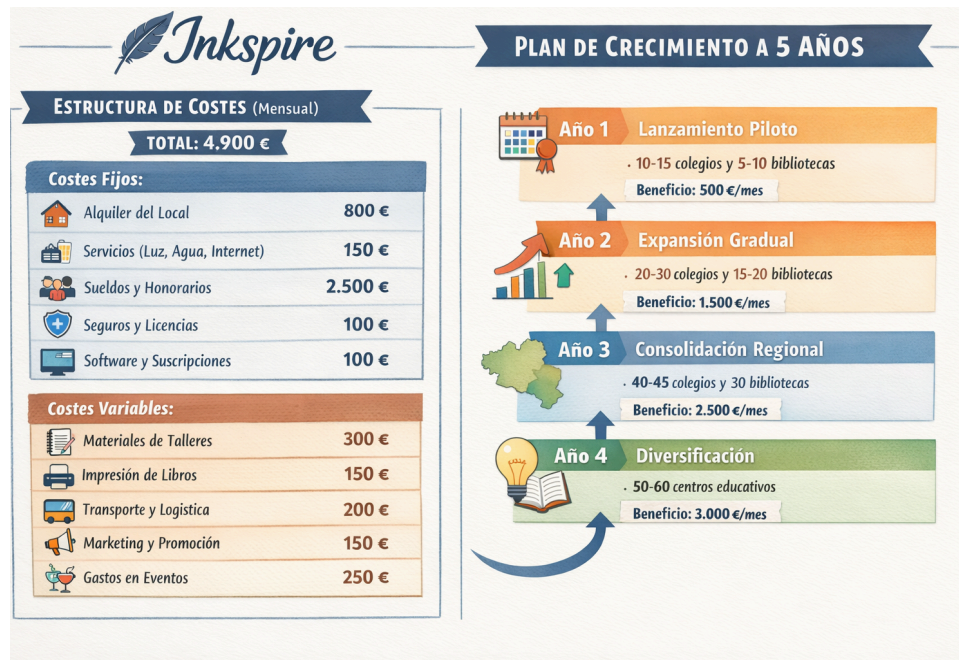 Inkspire
ESTRUCTURA DE COSTES (Mensual)
TOTAL: 4.900 €
Costes Fijos:
Alquiler del Local 800 €
Servicios (Luz, Agua, Internet) 150 €
Sueldos y Honorarios 2.500 €
Seguros y Licencias 100 €
Software y Suscripciones 100 €
Costes Variables:
Materiales de Talleres 300 €
Impresión de Libros 150 €
Transporte y Logistica 200 €
Marketing y Promoción 150 €
Gastos en Eventos 250 €
PLAN DE CRECIMIENTO A 5 AÑOS
Año 1 Lanzamiento Piloto
· 10-15 colegios y 5-10 bibliotecas
Beneficio: 500 €/mes
Año 2 Expansión Gradual
· 20-30 colegios y 15-20 bibliotecas
Beneficio: 1.500 €/mes
Año 3 Consolidación Regional
· 40-45 colegios y 30 bibliotecas
Beneficio: 2.500 €/mes
Año 4 Diversificación
· 50-60 centros educativos
Beneficio: 3.000 €/mes